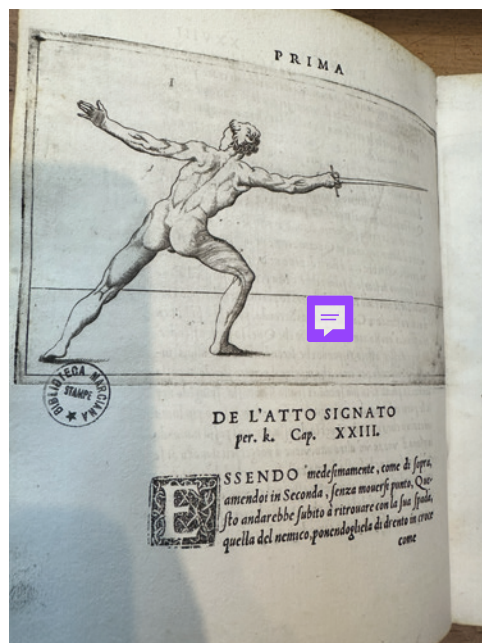 PRIMA
I
DE L'ATTO SIGNATO
per. k. Cap. XXIII.
ESSENDO medesimamente, come di sopra,
amendoi in Seconda, senza mouerse punto, Que-
sto andarebbe subito à ritrouare con la sua spada,
quella del nemico, ponendogliela di drento in croce
come
BIBLIOTECA MARCIANA
STAMPE